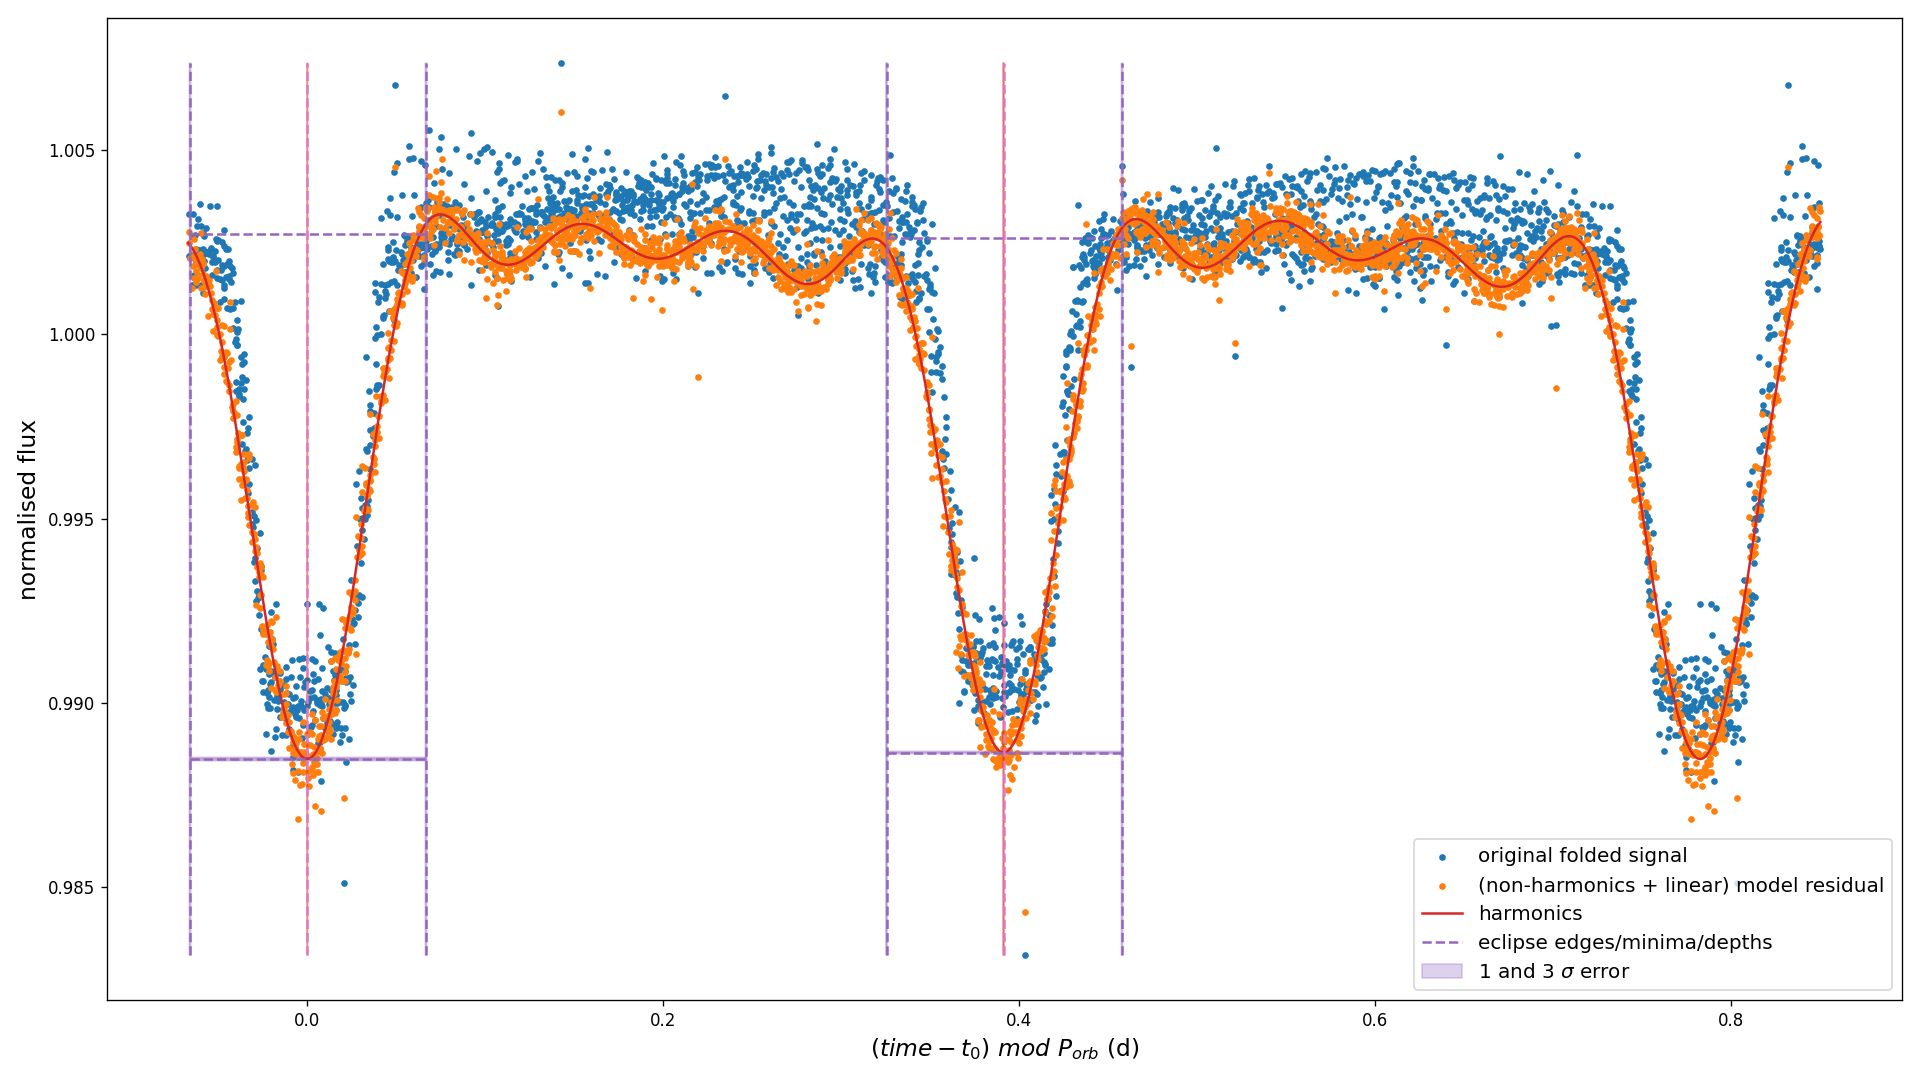 normalised flux
1.005
1.000
0.995
0.990
0.985
0.0
0.2
0.4
0.6
0.8
(time − t₀) mod Pₒᵣb (d)
original folded signal
(non-harmonics + linear) model residual
harmonics
eclipse edges/minima/depths
1 and 3 σ error